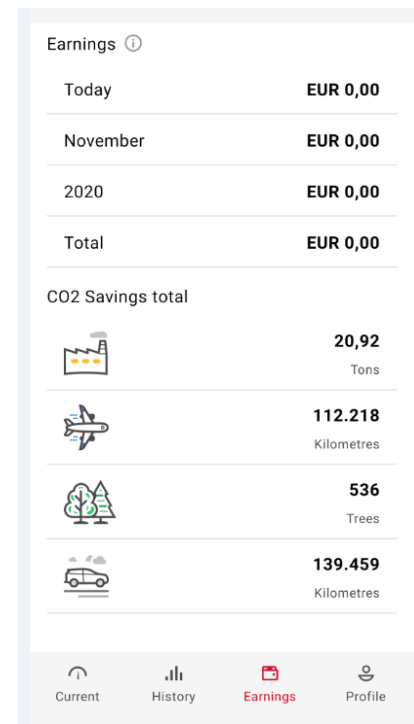 Earnings
Today EUR 0,00
November EUR 0,00
2020 EUR 0,00
Total EUR 0,00
CO2 Savings total
20,92
Tons
112.218
Kilometres
536
Trees
139.459
Kilometres
Current History Earnings Profile